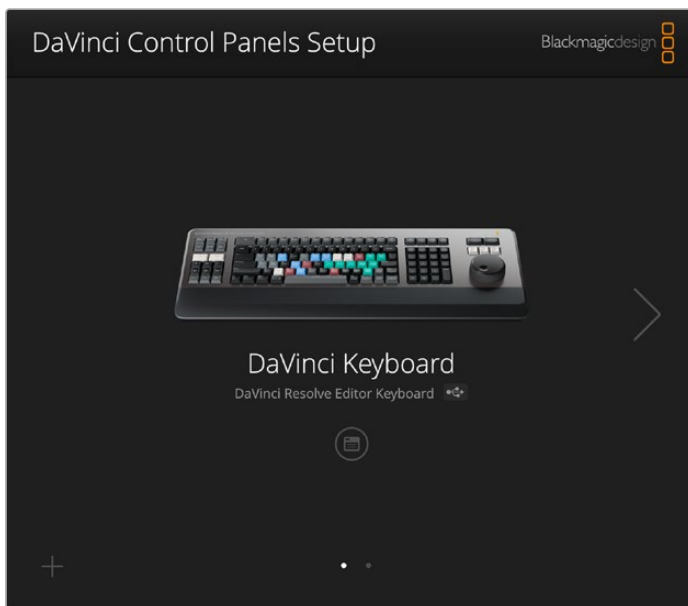 DaVinci Control Panels Setup
Blackmagicdesign
DaVinci Keyboard
DaVinci Resolve Editor Keyboard